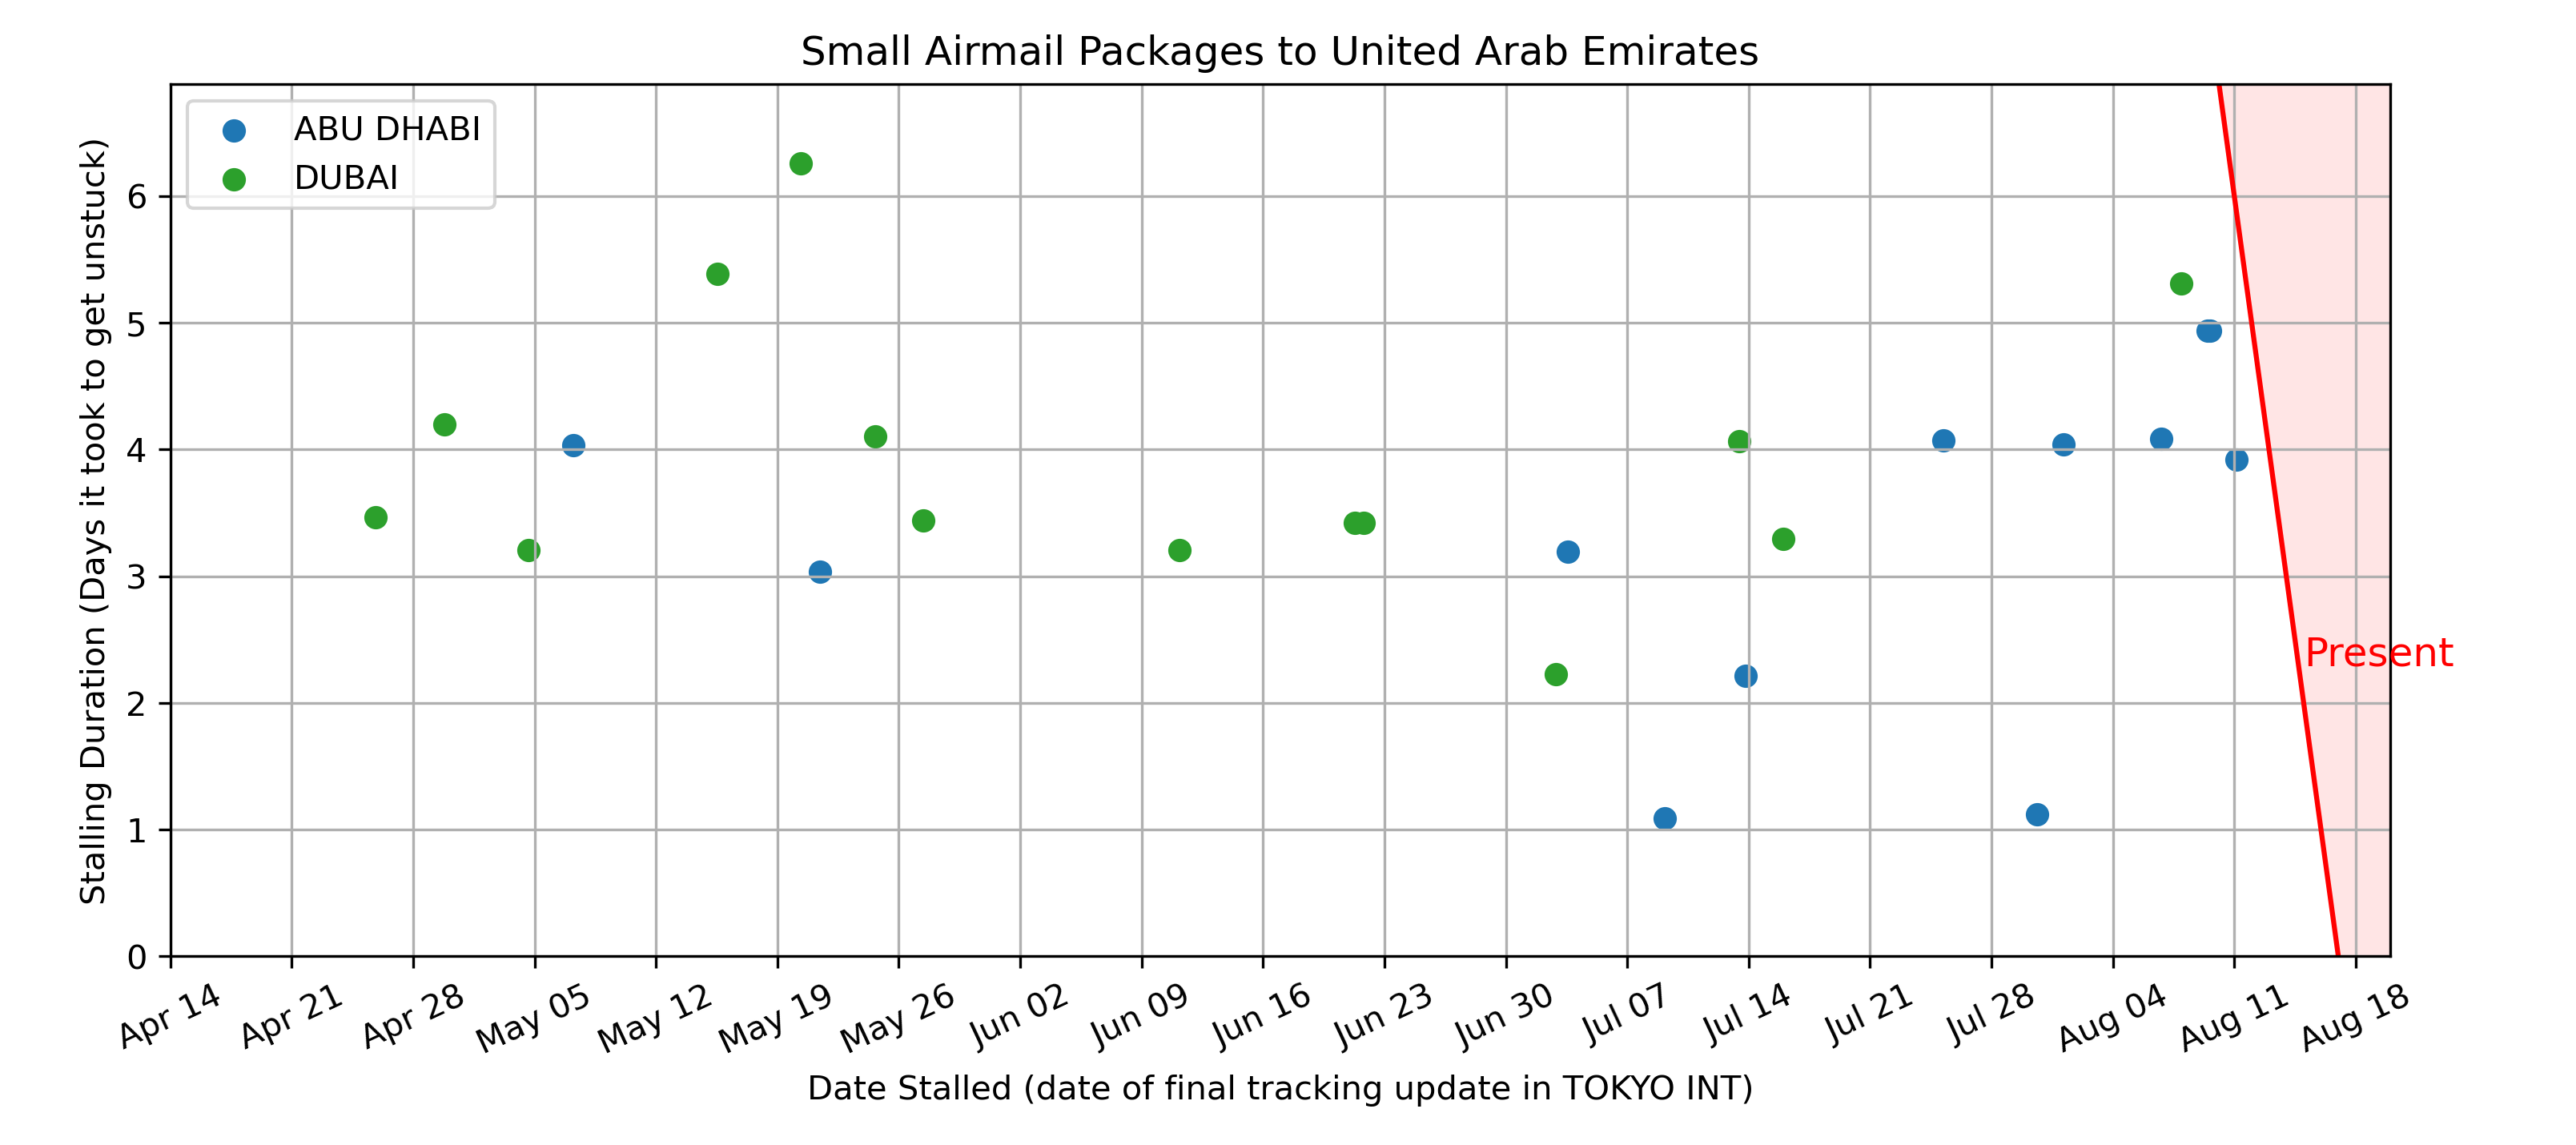 Small Airmail Packages to United Arab Emirates
ABU DHABI
DUBAI
Stalling Duration (Days it took to get unstuck)
6
5
4
3
2
1
0
Present
Apr 14
Apr 21
Apr 28
May 05
May 12
May 19
May 26
Jun 02
Jun 09
Jun 16
Jun 23
Jun 30
Jul 07
Jul 14
Jul 21
Jul 28
Aug 04
Aug 11
Aug 18
Date Stalled (date of final tracking update in TOKYO INT)